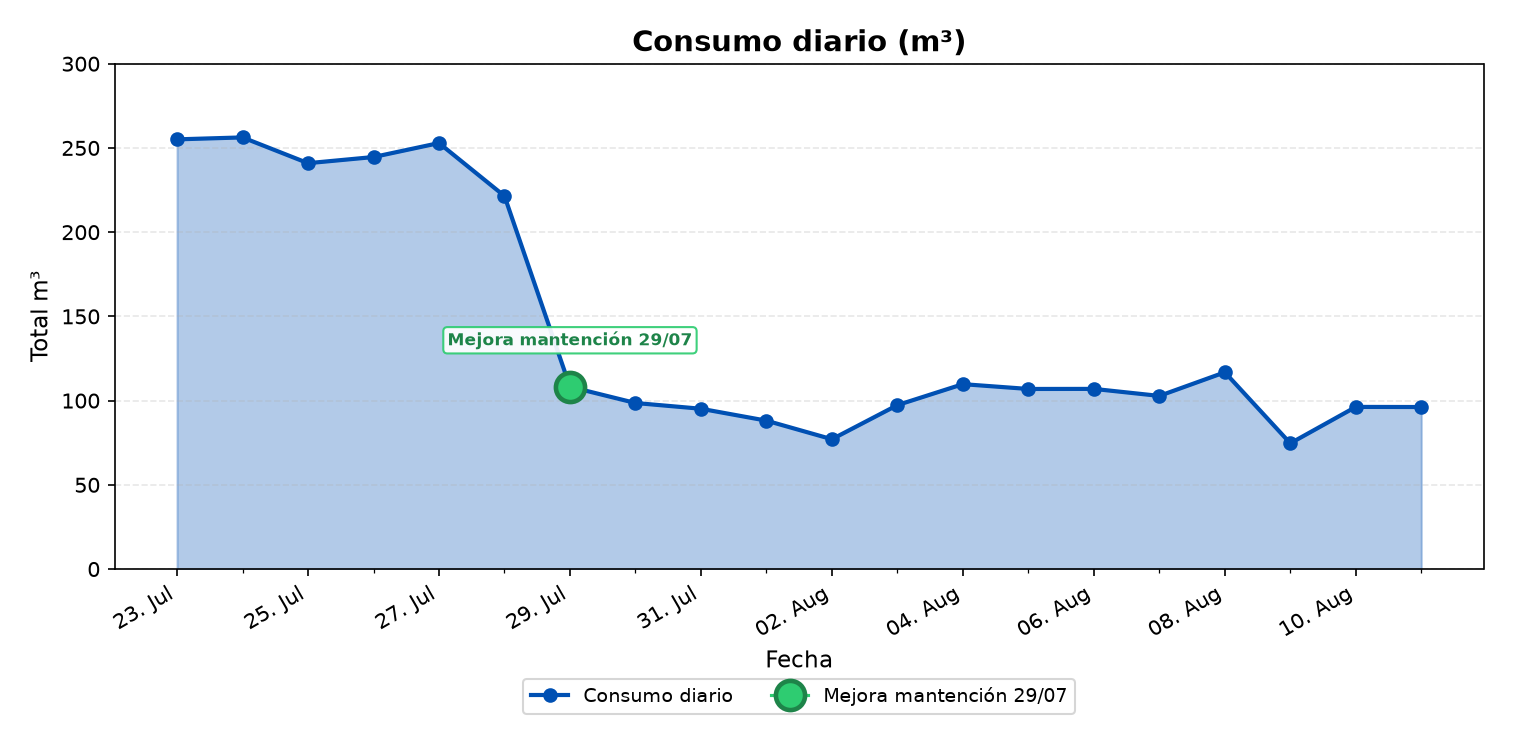 Consumo diario (m³)
Total m³
300
250
200
150
100
50
0
Mejora mantención 29/07
23. Jul
25. Jul
27. Jul
29. Jul
31. Jul
02. Aug
04. Aug
06. Aug
08. Aug
10. Aug
Fecha
Consumo diario
Mejora mantención 29/07